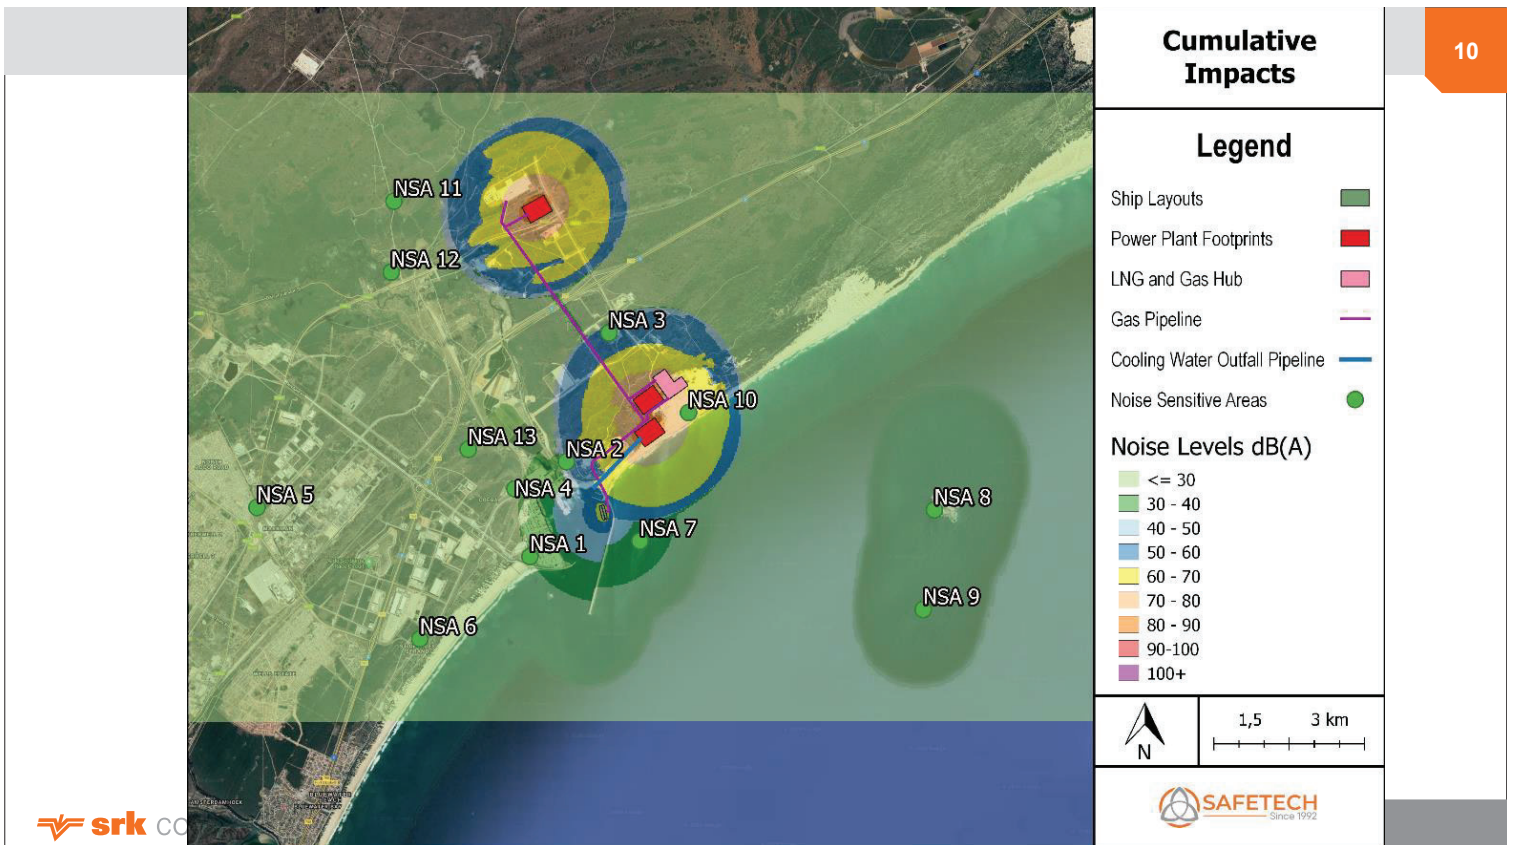 10
Cumulative
Impacts
Legend
Ship Layouts
Power Plant Footprints
LNG and Gas Hub
Gas Pipeline
Cooling Water Outfall Pipeline
Noise Sensitive Areas
Noise Levels dB(A)
<= 30
30 - 40
40 - 50
50 - 60
60 - 70
70 - 80
80 - 90
90-100
100+
N
1,5 3 km
SAFETECH
Since 1992
NSA 11
NSA 12
NSA 3
NSA 10
NSA 13
NSA 2
NSA 4
NSA 5
NSA 8
NSA 7
NSA 1
NSA 9
NSA 6
srk co